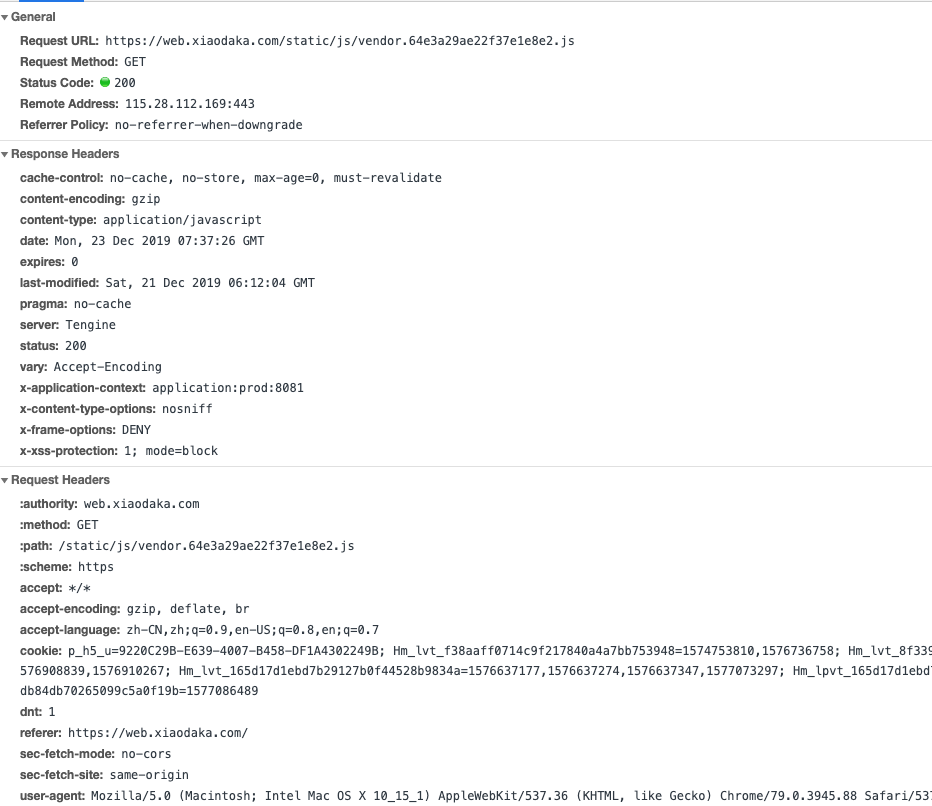 General
Request URL: https://web.xiaodaka.com/static/js/vendor.64e3a29ae22f37e1e8e2.js
Request Method: GET
Status Code: 200
Remote Address: 115.28.112.169:443
Referrer Policy: no-referrer-when-downgrade
Response Headers
cache-control: no-cache, no-store, max-age=0, must-revalidate
content-encoding: gzip
content-type: application/javascript
date: Mon, 23 Dec 2019 07:37:26 GMT
expires: 0
last-modified: Sat, 21 Dec 2019 06:12:04 GMT
pragma: no-cache
server: Tengine
status: 200
vary: Accept-Encoding
x-application-context: application:prod:8081
x-content-type-options: nosniff
x-frame-options: DENY
x-xss-protection: 1; mode=block
Request Headers
:authority: web.xiaodaka.com
:method: GET
:path: /static/js/vendor.64e3a29ae22f37e1e8e2.js
:scheme: https
accept: */*
accept-encoding: gzip, deflate, br
accept-language: zh-CN,zh;q=0.9,en-US;q=0.8,en;q=0.7
cookie: p_h5_u=9220C29B-E639-4007-B458-DF1A4302249B; Hm_lvt_f38aaff0714c9f217840a4a7bb753948=1574753810,1576736758; Hm_lvt_8f339
576908839,1576910267; Hm_lvt_165d17d1ebd7b29127b0f44528b9834a=1576637177,1576637274,1576637347,1577073297; Hm_lpvt_165d17d1ebd
db84db70265099c5a0f19b=1577086489
dnt: 1
referer: https://web.xiaodaka.com/
sec-fetch-mode: no-cors
sec-fetch-site: same-origin
user-agent: Mozilla/5.0 (Macintosh; Intel Mac OS X 10_15_1) AppleWebKit/537.36 (KHTML, like Gecko) Chrome/79.0.3945.88 Safari/537